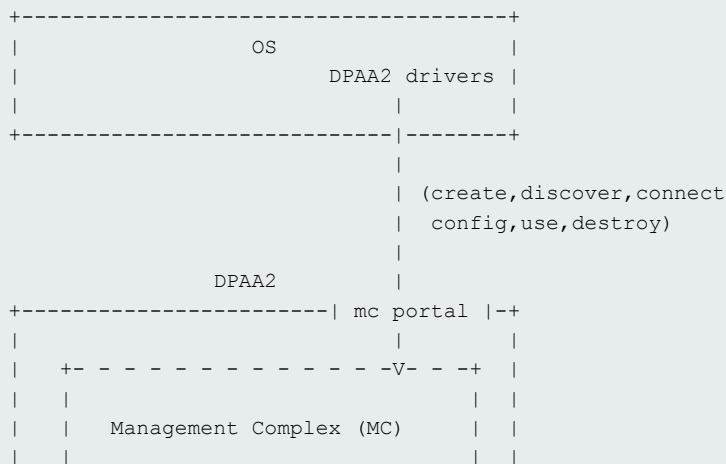 +--------------------------------------+
|                  OS                  |
|                        DPAA2 drivers |
|                             |        |
+-----------------------------|--------+
                              |
                              | (create,discover,connect
                              |  config,use,destroy)
                              |
                DPAA2         |
+------------------------| mc portal |-+
|                             |        |
|   +- - - - - - - - - - - - -V- - -+  |
|   |                               |  |
|   |   Management Complex (MC)     |  |
|   |                               |  |